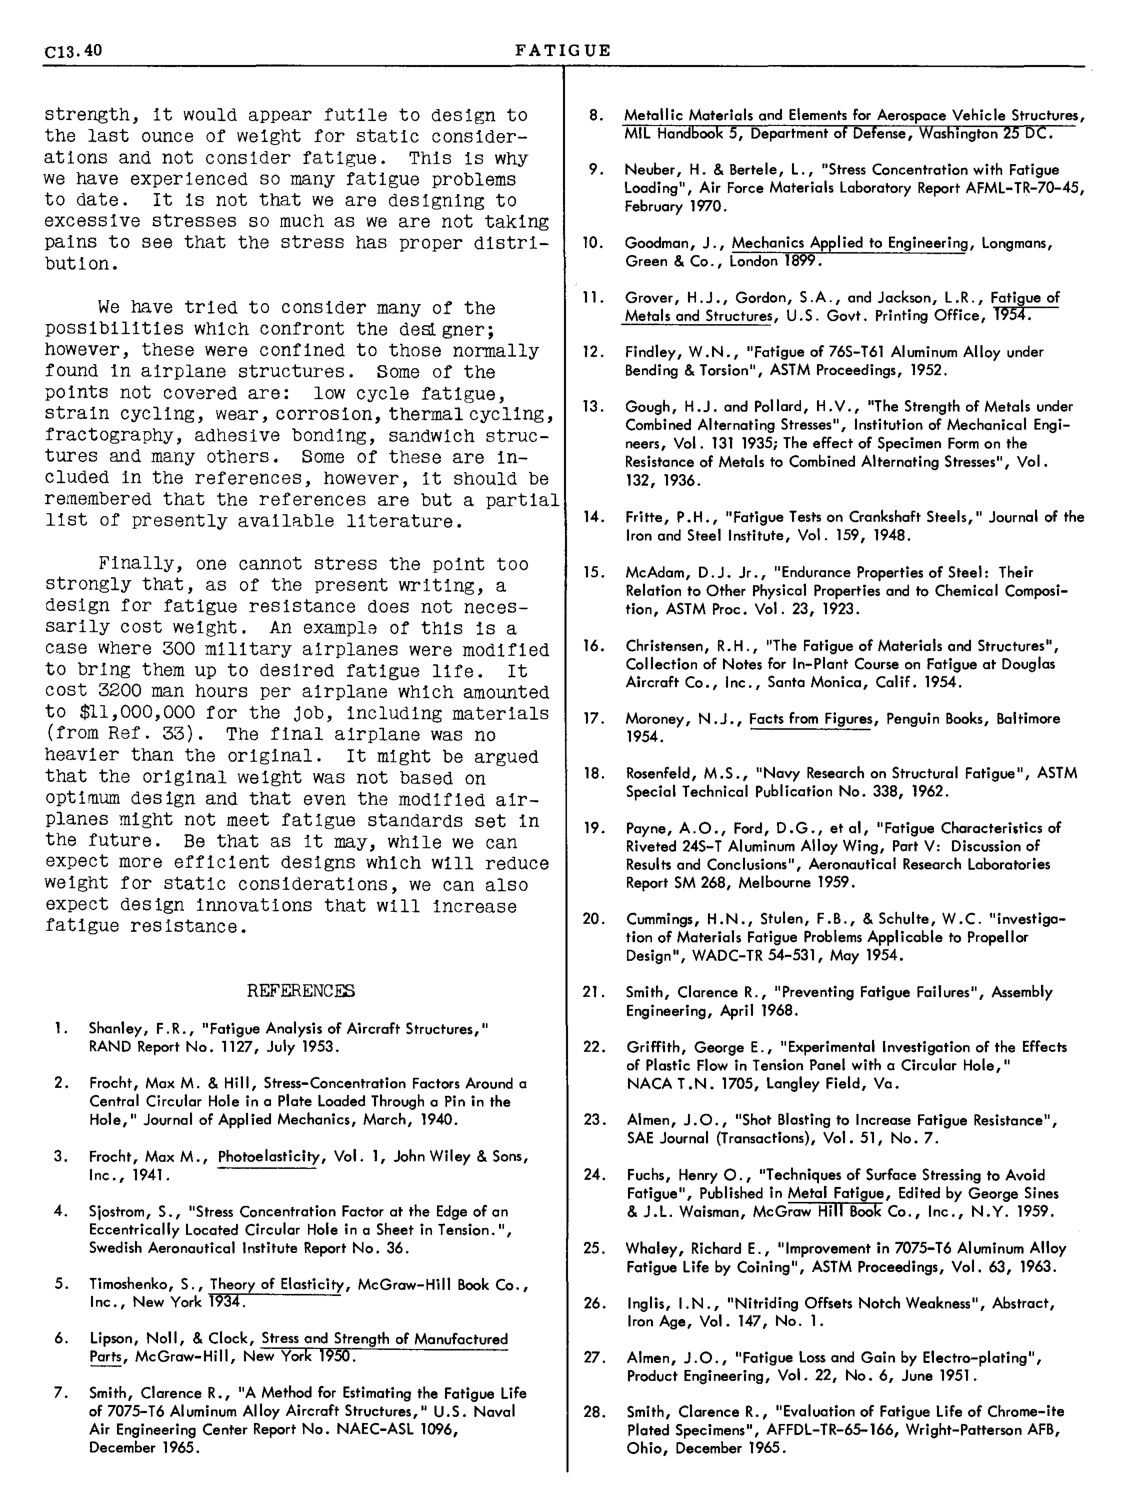 C13.40
FATIGUE
strength, it would appear futile to design to
the last ounce of weight for static consider-
ations and not consider fatigue. This is why
we have experienced so many fatigue problems
to date. It is not that we are designing to
excessive stresses so much as we are not taking
pains to see that the stress has proper distri-
bution.
We have tried to consider many of the
possibilities which confront the designer;
however, these were confined to those normally
found in airplane structures. Some of the
points not covered are: low cycle fatigue,
strain cycling, wear, corrosion, thermal cycling,
fractography, adhesive bonding, sandwich struc-
tures and many others. Some of these are in-
cluded in the references, however, it should be
remembered that the references are but a partial
list of presently available literature.
Finally, one cannot stress the point too
strongly that, as of the present writing, a
design for fatigue resistance does not neces-
sarily cost weight. An example of this is a
case where 300 military airplanes were modified
to bring them up to desired fatigue life. It
cost 3200 man hours per airplane which amounted
to $11,000,000 for the job, including materials
(from Ref. 33). The final airplane was no
heavier than the original. It might be argued
that the original weight was not based on
optimum design and that even the modified air-
planes might not meet fatigue standards set in
the future. Be that as it may, while we can
expect more efficient designs which will reduce
weight for static considerations, we can also
expect design innovations that will increase
fatigue resistance.
REFERENCES
1. Shanley, F.R., "Fatigue Analysis of Aircraft Structures,"
RAND Report No. 1127, July 1953.
2. Frocht, Max M. & Hill, Stress-Concentration Factors Around a
Central Circular Hole in a Plate Loaded Through a Pin in the
Hole," Journal of Applied Mechanics, March, 1940.
3. Frocht, Max M., Photoelasticity, Vol. 1, John Wiley & Sons,
Inc., 1941.
4. Sjostrom, S., "Stress Concentration Factor at the Edge of an
Eccentrically Located Circular Hole in a Sheet in Tension.",
Swedish Aeronautical Institute Report No. 36.
5. Timoshenko, S., Theory of Elasticity, McGraw-Hill Book Co.,
Inc., New York 1934.
6. Lipson, Noll, & Clock, Stress and Strength of Manufactured
Parts, McGraw-Hill, New York 1950.
7. Smith, Clarence R., "A Method for Estimating the Fatigue Life
of 7075-T6 Aluminum Alloy Aircraft Structures," U.S. Naval
Air Engineering Center Report No. NAEC-ASL 1096,
December 1965.
8. Metallic Materials and Elements for Aerospace Vehicle Structures,
MIL Handbook 5, Department of Defense, Washington 25 DC.
9. Neuber, H. & Bertele, L., "Stress Concentration with Fatigue
Loading", Air Force Materials Laboratory Report AFML-TR-70-45,
February 1970.
10. Goodman, J., Mechanics Applied to Engineering, Longmans,
Green & Co., London 1899.
11. Grover, H.J., Gordon, S.A., and Jackson, L.R., Fatigue of
Metals and Structures, U.S. Govt. Printing Office, 1954.
12. Findley, W.N., "Fatigue of 76S-T61 Aluminum Alloy under
Bending & Torsion", ASTM Proceedings, 1952.
13. Gough, H.J. and Pollard, H.V., "The Strength of Metals under
Combined Alternating Stresses", Institution of Mechanical Engi-
neers, Vol. 131 1935; The effect of Specimen Form on the
Resistance of Metals to Combined Alternating Stresses", Vol.
132, 1936.
14. Fritte, P.H., "Fatigue Tests on Crankshaft Steels," Journal of the
Iron and Steel Institute, Vol. 159, 1948.
15. McAdam, D.J. Jr., "Endurance Properties of Steel: Their
Relation to Other Physical Properties and to Chemical Composi-
tion, ASTM Proc. Vol. 23, 1923.
16. Christensen, R.H., "The Fatigue of Materials and Structures",
Collection of Notes for In-Plant Course on Fatigue at Douglas
Aircraft Co., Inc., Santa Monica, Calif. 1954.
17. Moroney, N.J., Facts from Figures, Penguin Books, Baltimore
1954.
18. Rosenfeld, M.S., "Navy Research on Structural Fatigue", ASTM
Special Technical Publication No. 338, 1962.
19. Payne, A.O., Ford, D.G., et al, "Fatigue Characteristics of
Riveted 24S-T Aluminum Alloy Wing, Part V: Discussion of
Results and Conclusions", Aeronautical Research Laboratories
Report SM 268, Melbourne 1959.
20. Cummings, H.N., Stulen, F.B., & Schulte, W.C. "investiga-
tion of Materials Fatigue Problems Applicable to Propellor
Design", WADC-TR 54-531, May 1954.
21. Smith, Clarence R., "Preventing Fatigue Failures", Assembly
Engineering, April 1968.
22. Griffith, George E., "Experimental Investigation of the Effects
of Plastic Flow in Tension Panel with a Circular Hole,"
NACA T.N. 1705, Langley Field, Va.
23. Almen, J.O., "Shot Blasting to Increase Fatigue Resistance",
SAE Journal (Transactions), Vol. 51, No. 7.
24. Fuchs, Henry O., "Techniques of Surface Stressing to Avoid
Fatigue", Published in Metal Fatigue, Edited by George Sines
& J.L. Waisman, McGraw Hill Book Co., Inc., N.Y. 1959.
25. Whaley, Richard E., "Improvement in 7075-T6 Aluminum Alloy
Fatigue Life by Coining", ASTM Proceedings, Vol. 63, 1963.
26. Inglis, I.N., "Nitriding Offsets Notch Weakness", Abstract,
Iron Age, Vol. 147, No. 1.
27. Almen, J.O., "Fatigue Loss and Gain by Electro-plating",
Product Engineering, Vol. 22, No. 6, June 1951.
28. Smith, Clarence R., "Evaluation of Fatigue Life of Chrome-ite
Plated Specimens", AFFDL-TR-65-166, Wright-Patterson AFB,
Ohio, December 1965.